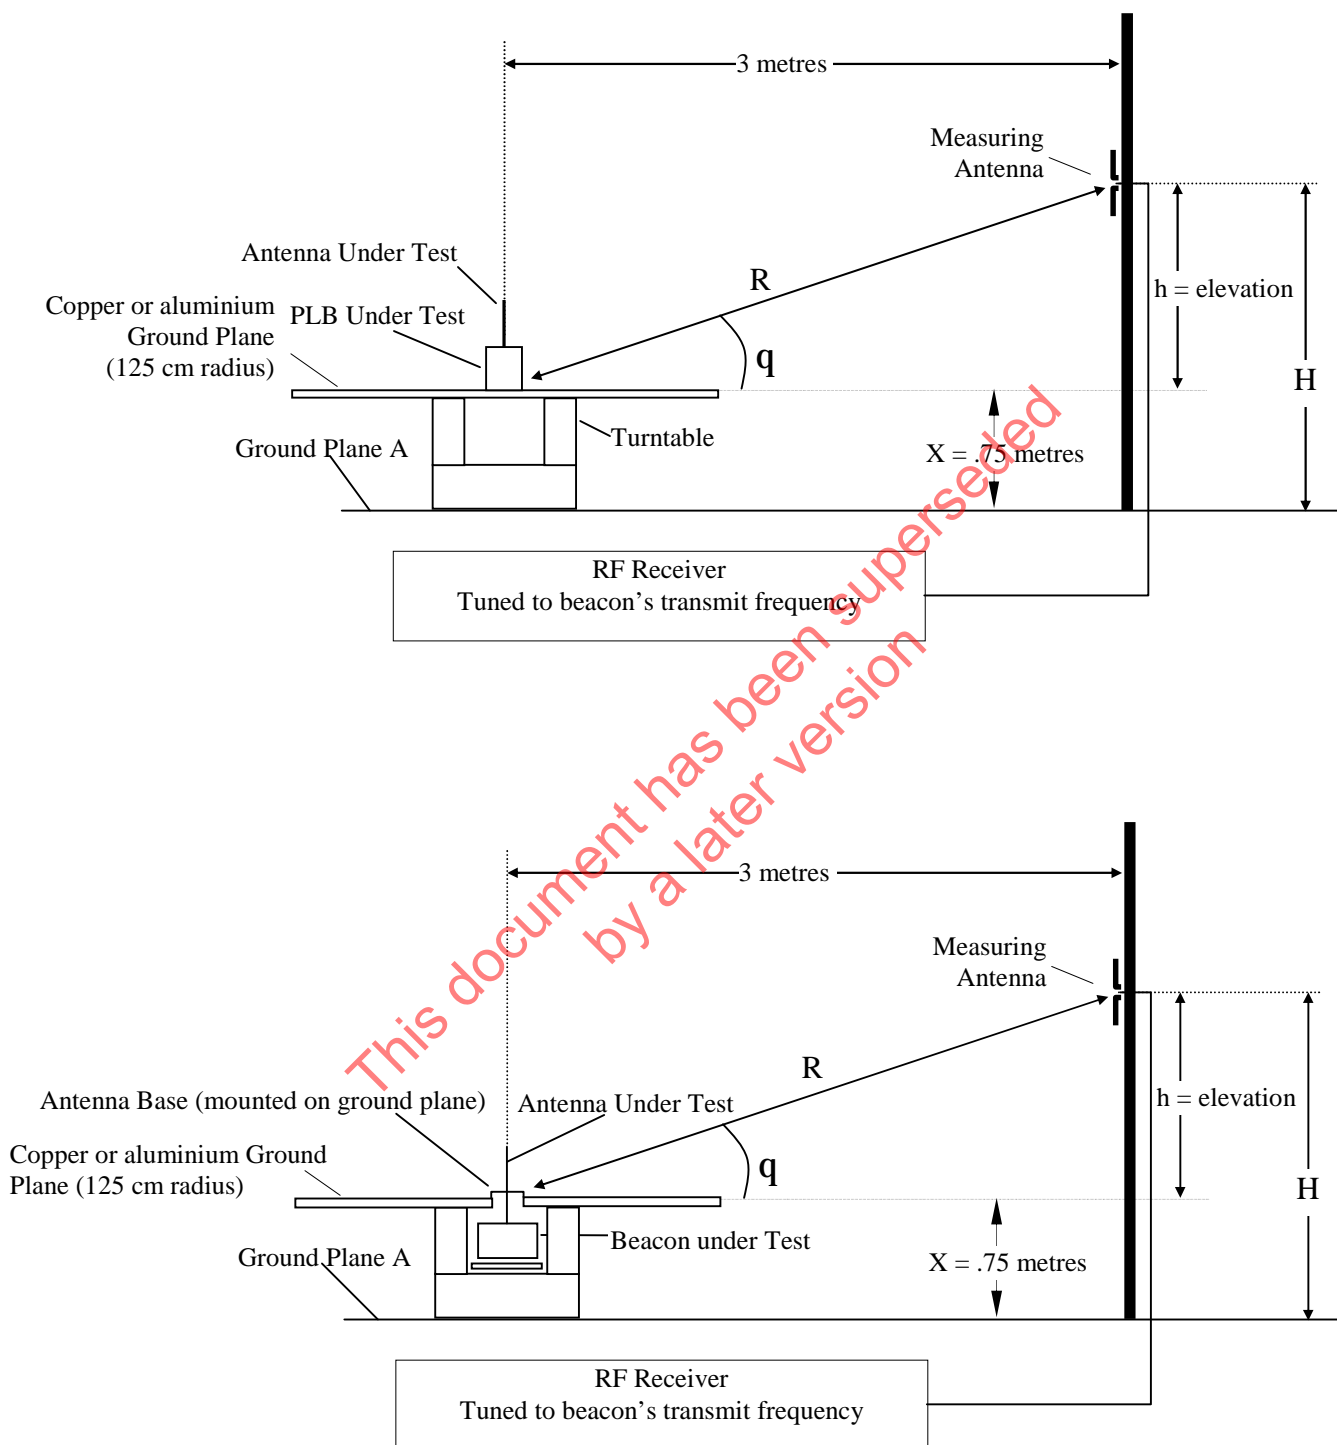 3 metres
Measuring
Antenna
Antenna Under Test
Copper or aluminium
Ground Plane
(125 cm radius)
PLB Under Test
R
h = elevation
q
H
Ground Plane A
Turntable
X = .75 metres
RF Receiver
Tuned to beacon's transmit frequency
This document has been superseded
by a later version
3 metres
Measuring
Antenna
R
h = elevation
Antenna Base (mounted on ground plane)
Antenna Under Test
Copper or aluminium Ground
Plane (125 cm radius)
q
H
Ground Plane A
Beacon under Test
X = .75 metres
RF Receiver
Tuned to beacon's transmit frequency